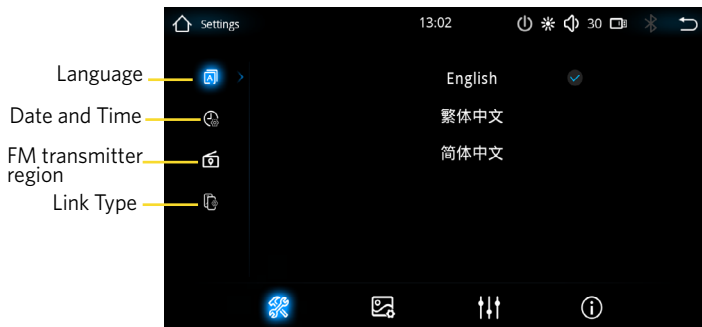 Settings
13:02
30
Language
English
Date and Time
繁体中文
FM transmitter
region
简体中文
Link Type